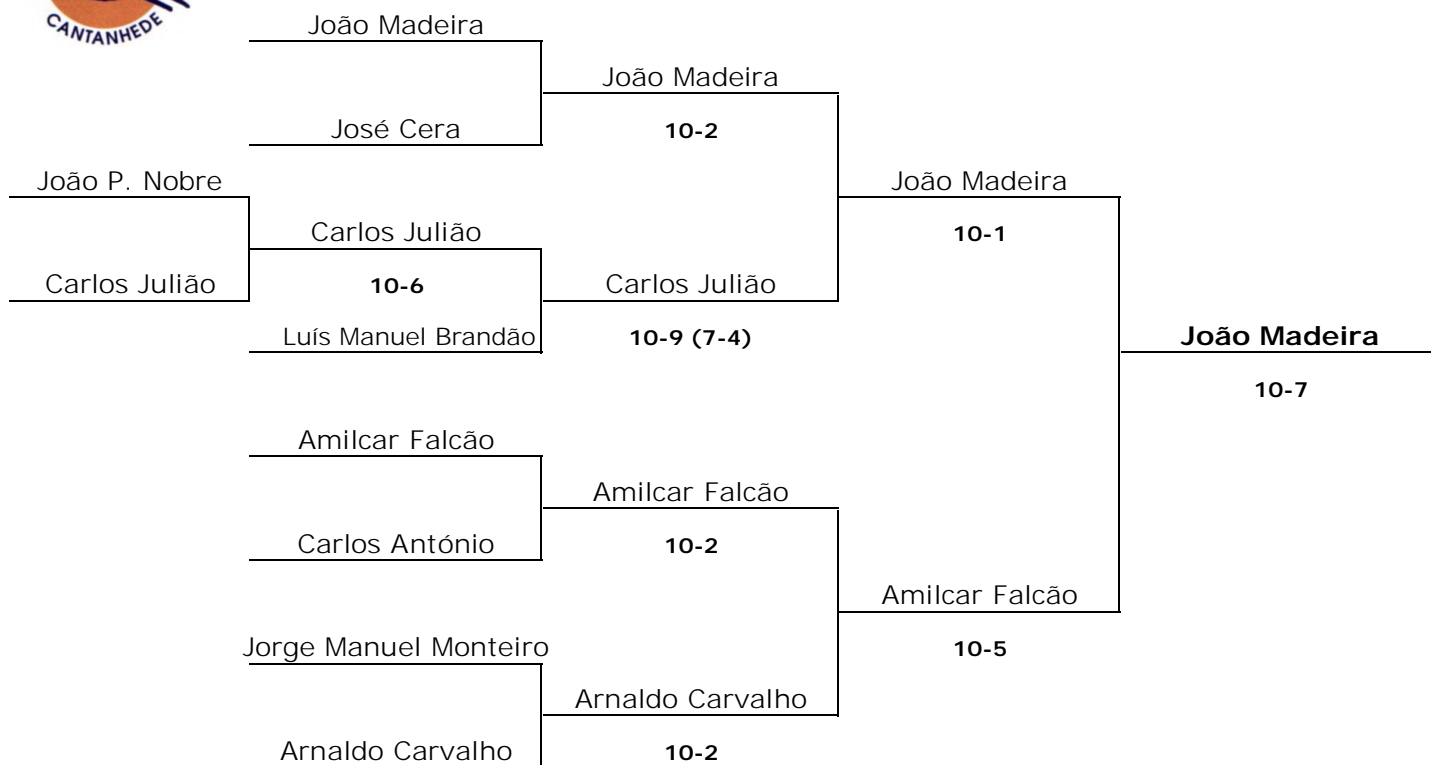 CANTANHEDE
João Madeira
João Madeira
José Cera
10-2
João P. Nobre
João Madeira
Carlos Julião
10-1
Carlos Julião
10-6
Carlos Julião
Luís Manuel Brandão
10-9 (7-4)
João Madeira
10-7
Amilcar Falcão
Amilcar Falcão
Carlos António
10-2
Amilcar Falcão
Jorge Manuel Monteiro
10-5
Arnaldo Carvalho
Arnaldo Carvalho
10-2